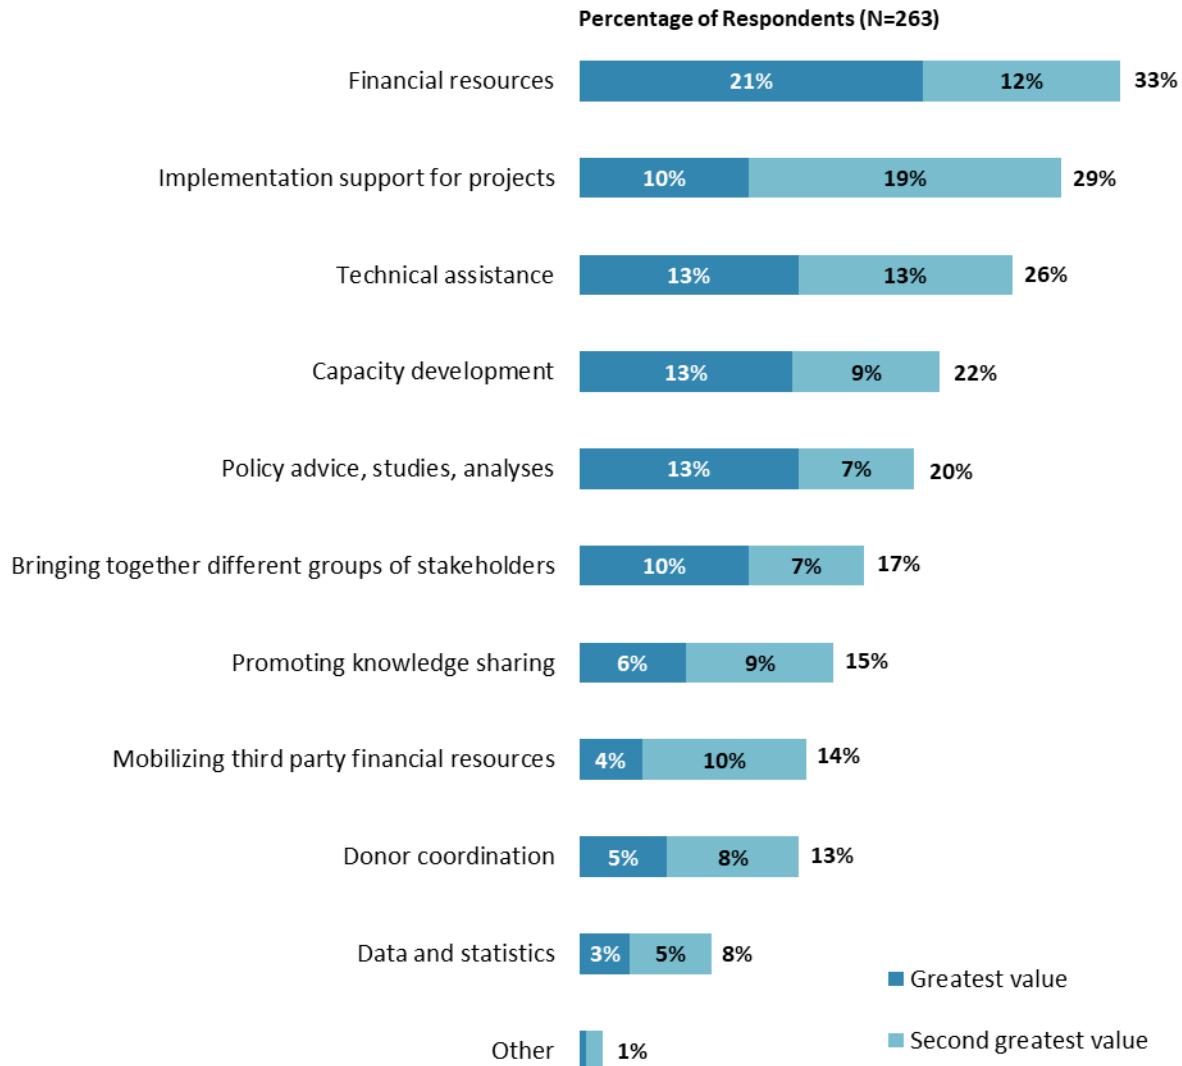 Percentage of Respondents (N=263)
Financial resources 21% 12% 33%
Implementation support for projects 10% 19% 29%
Technical assistance 13% 13% 26%
Capacity development 13% 9% 22%
Policy advice, studies, analyses 13% 7% 20%
Bringing together different groups of stakeholders 10% 7% 17%
Promoting knowledge sharing 6% 9% 15%
Mobilizing third party financial resources 4% 10% 14%
Donor coordination 5% 8% 13%
Data and statistics 3% 5% 8%
Greatest value
Other 1%
Second greatest value